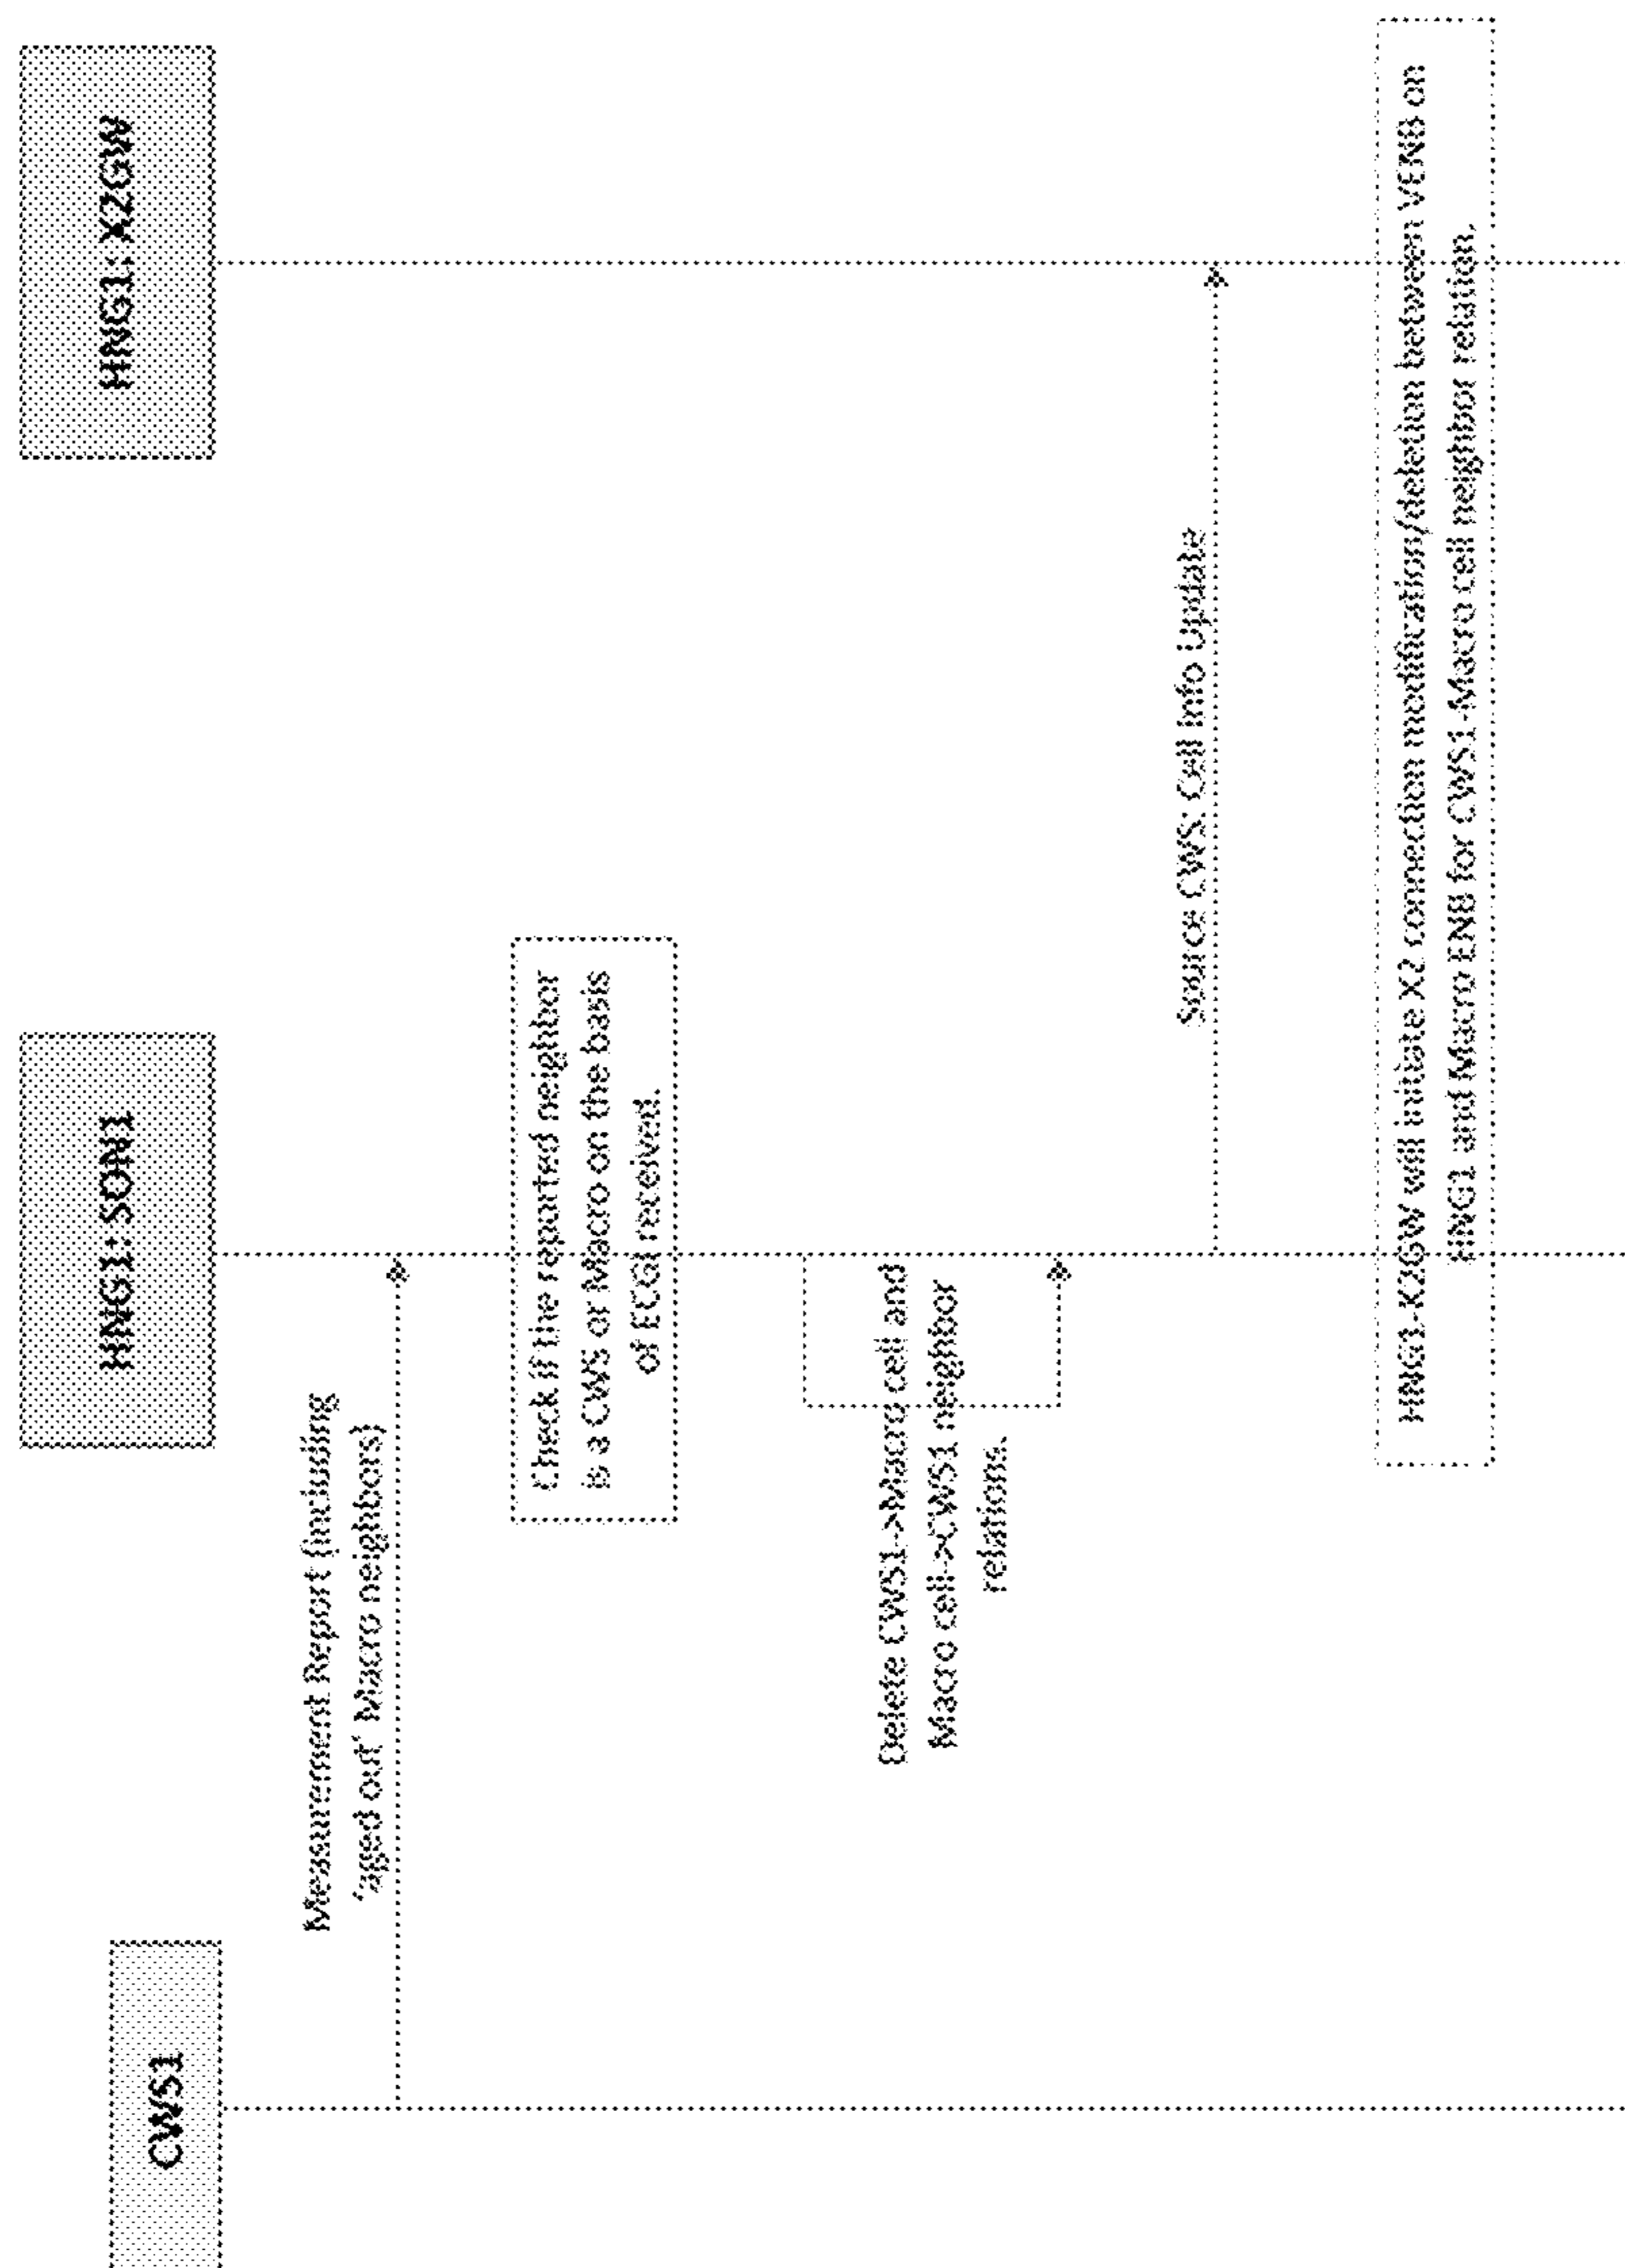 CWS1
HNG1: SON1
HNG1: X2GW
Measurement Report (including
'aged out' Macro neighbors)
Check if the reported neighbor
is a CWS or Macro on the basis
of ECGI received.
Delete CWS1->Macro cell and
Macro cell->CWS1 neighbor
relations.
Source CWS: Cell Info Update
HNG1-X2GW will initiate X2 connection modification/deletion between VENB on
HNG1 and Macro ENB for CWS1-Macro cell neighbor relation.